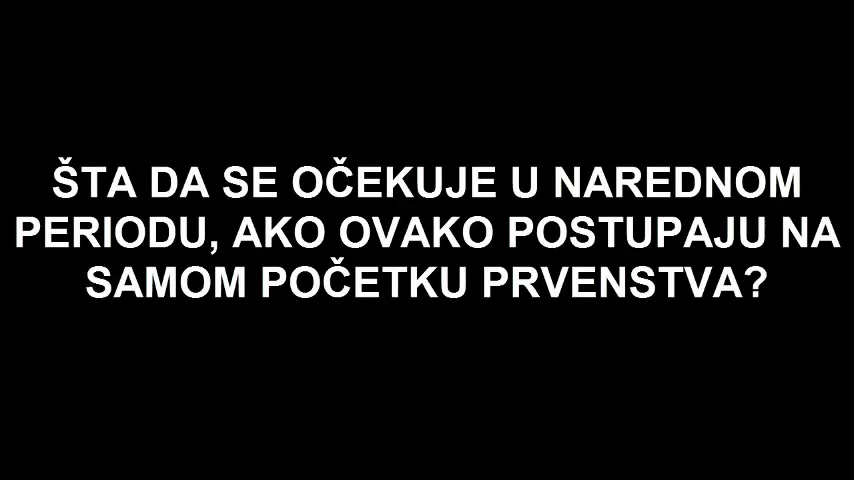 ŠTA DA SE OČEKUJE U NAREDNOM
PERIODU, AKO OVAKO POSTUPAJU NA
SAMOM POČETKU PRVENSTVA?